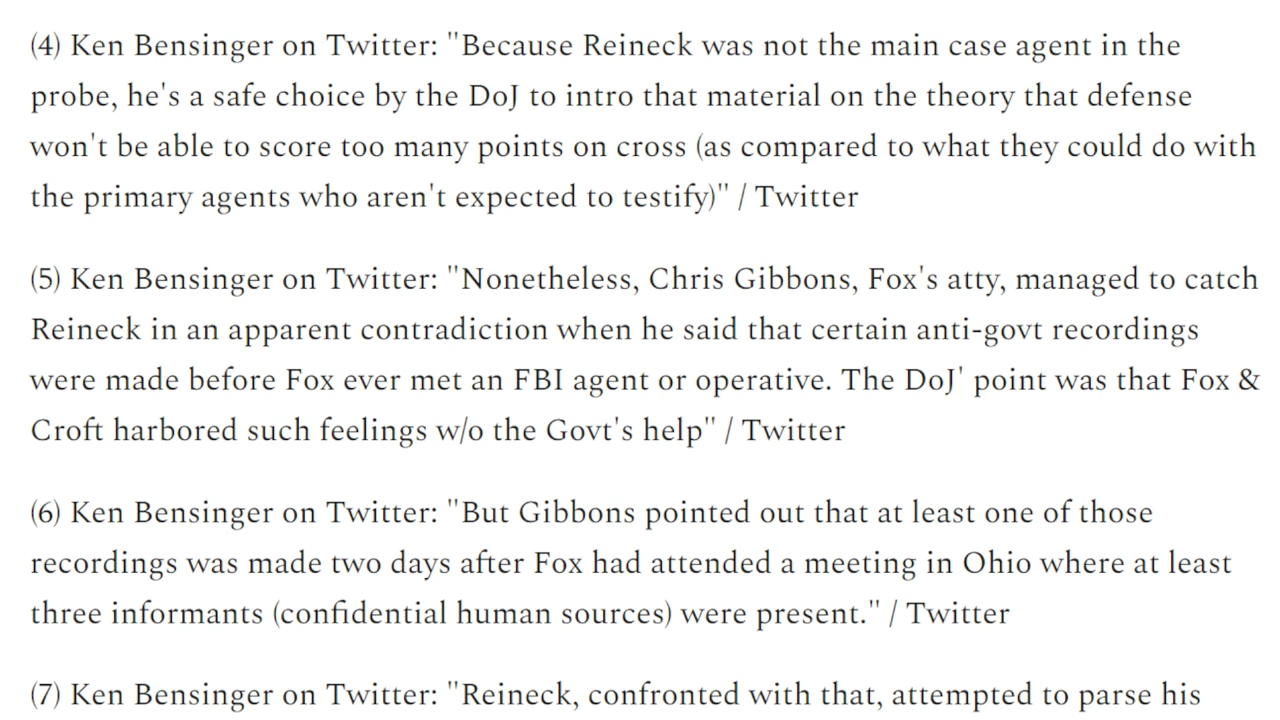 (4) Ken Bensinger on Twitter: "Because Reineck was not the main case agent in the
probe, he's a safe choice by the DoJ to intro that material on the theory that defense
won't be able to score too many points on cross (as compared to what they could do with
the primary agents who aren't expected to testify)" / Twitter
(5) Ken Bensinger on Twitter: "Nonetheless, Chris Gibbons, Fox's atty, managed to catch
Reineck in an apparent contradiction when he said that certain anti-govt recordings
were made before Fox ever met an FBI agent or operative. The DoJ' point was that Fox &
Croft harbored such feelings w/o the Govt's help" / Twitter
(6) Ken Bensinger on Twitter: "But Gibbons pointed out that at least one of those
recordings was made two days after Fox had attended a meeting in Ohio where at least
three informants (confidential human sources) were present." / Twitter
(7) Ken Bensinger on Twitter: "Reineck, confronted with that, attempted to parse his